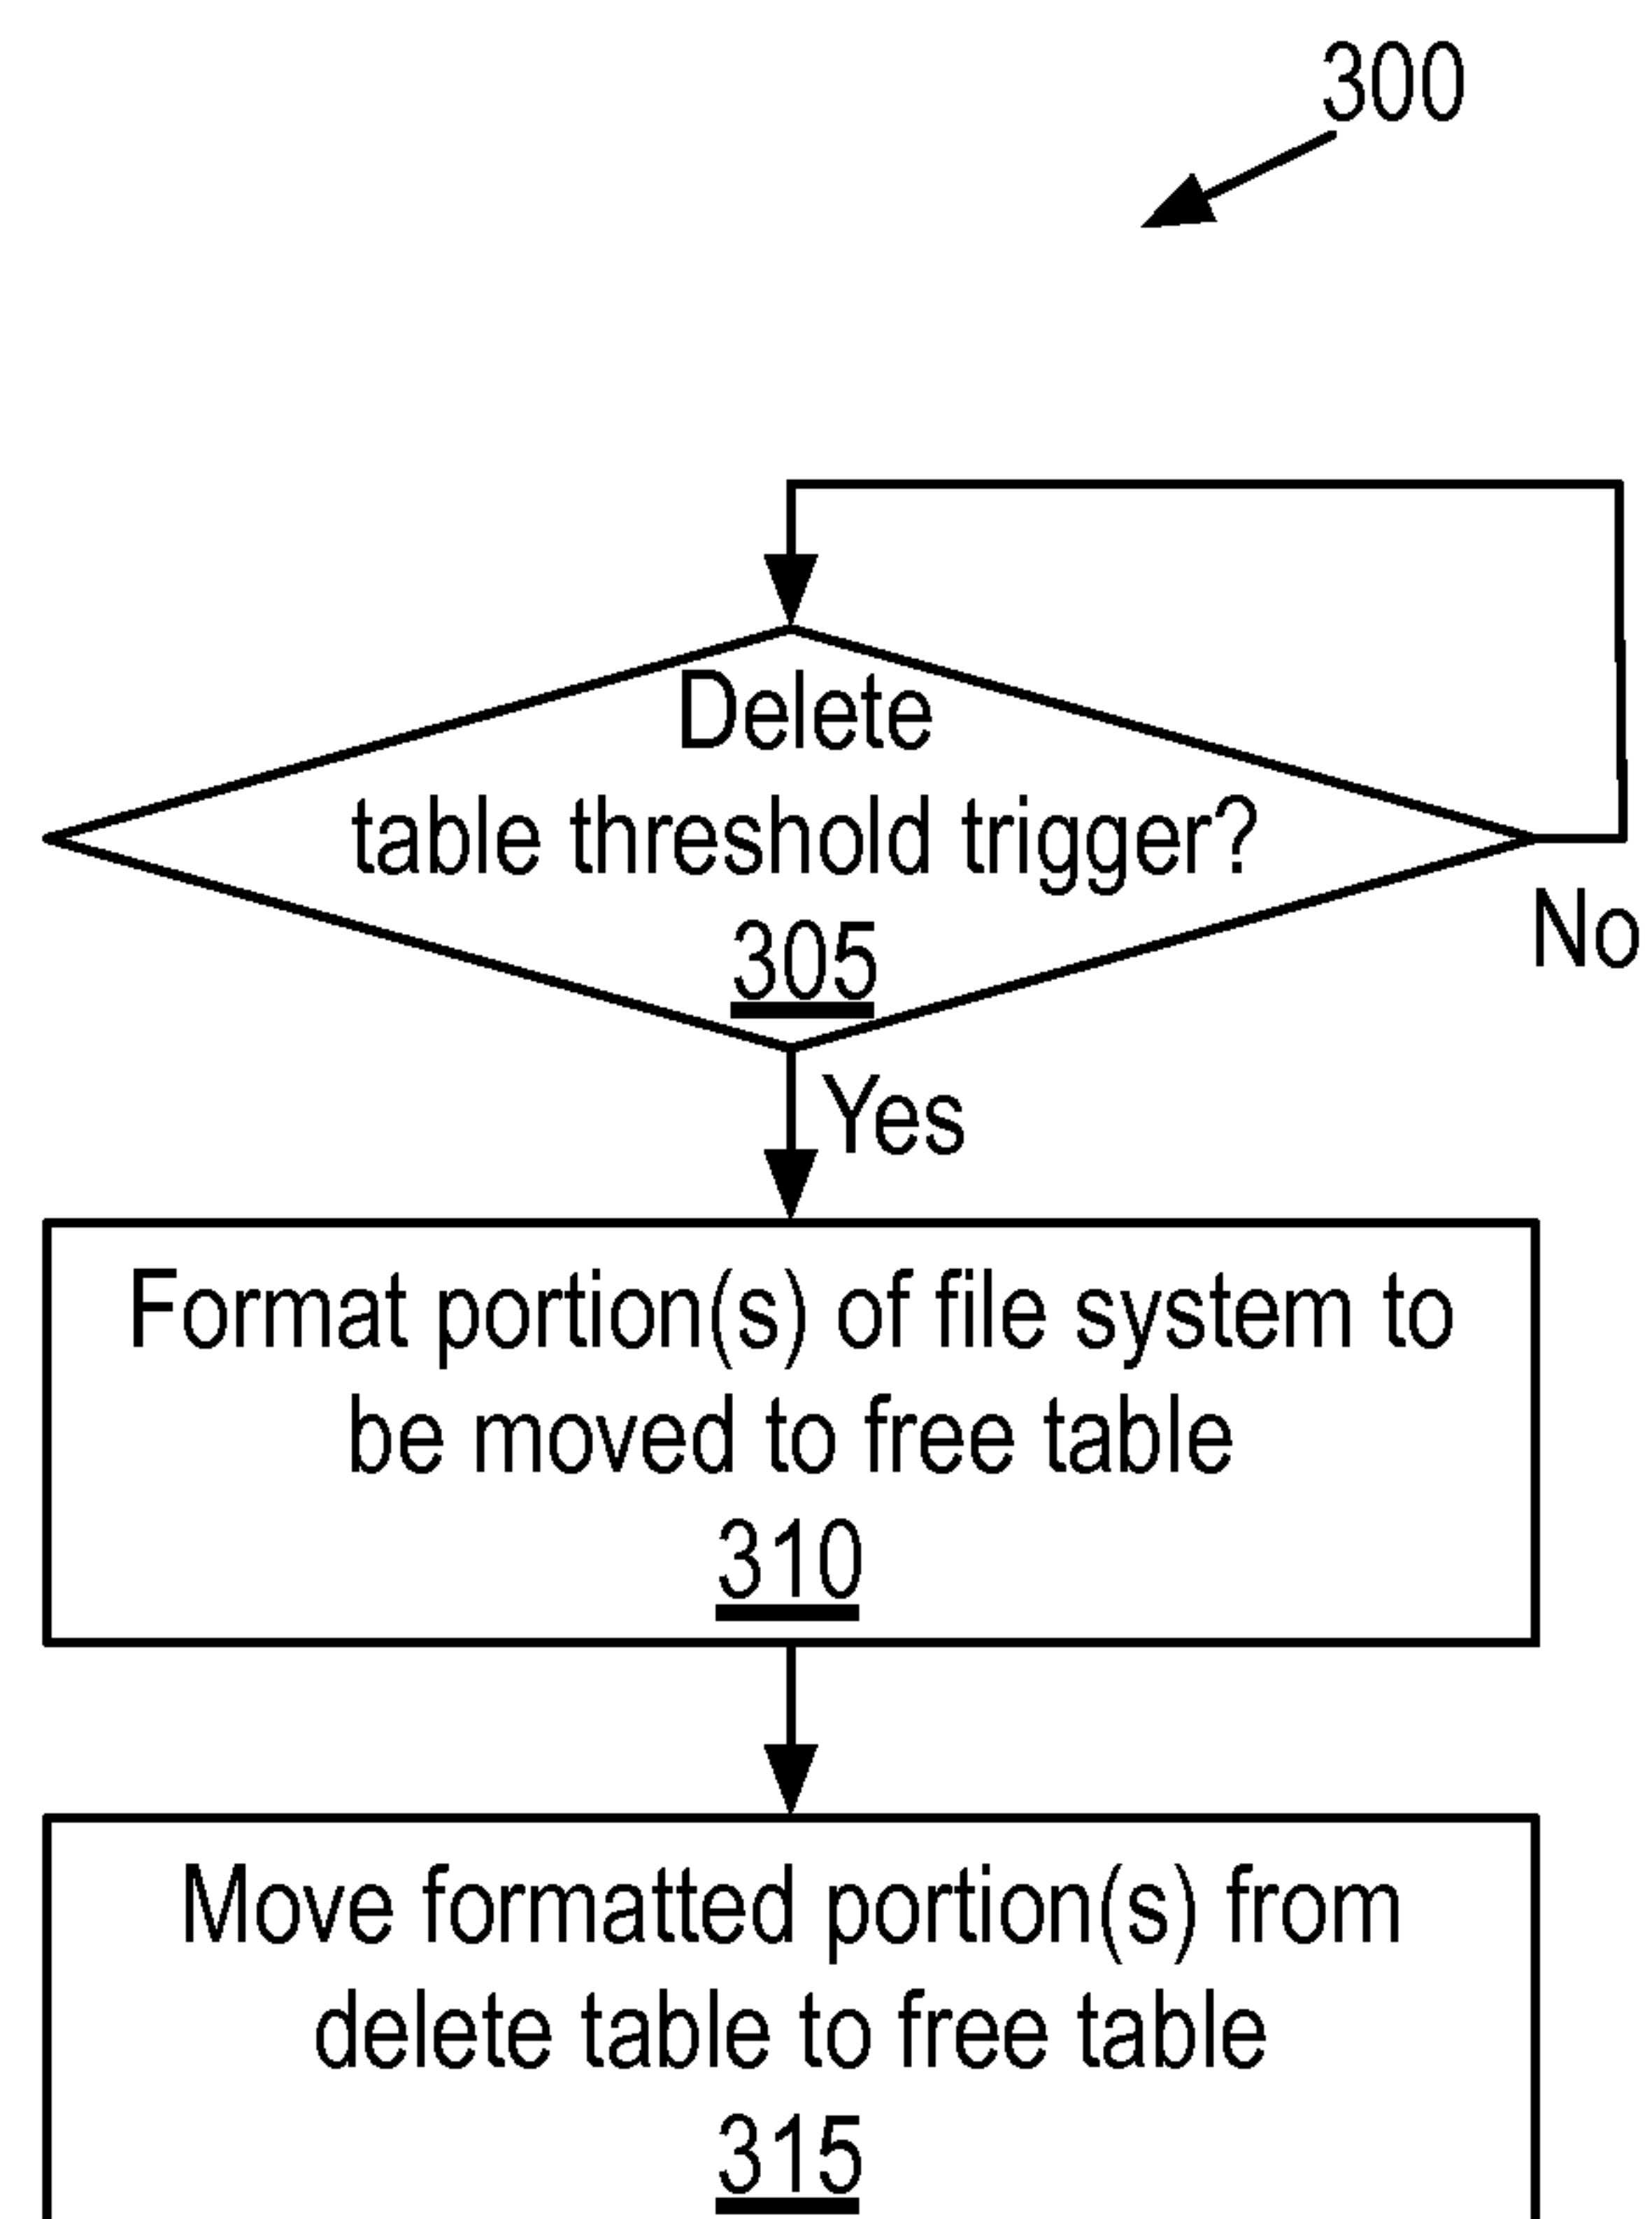 300
Delete
table threshold trigger?
305
No
Yes
Format portion(s) of file system to
be moved to free table
310
Move formatted portion(s) from
delete table to free table
315